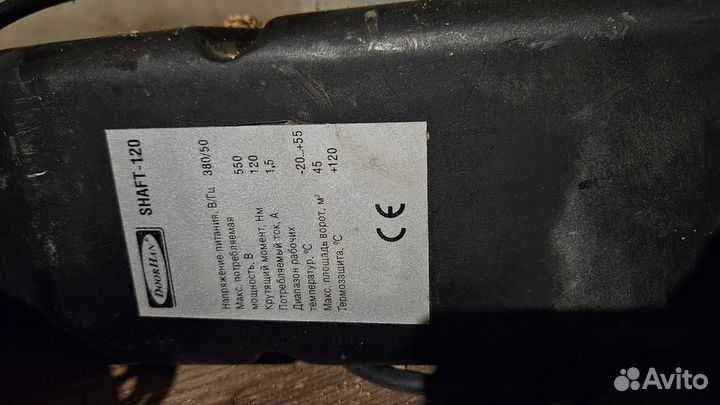 DOORHAN®
SHAFT-120
Напряжение питания, В/Гц 380/50
Макс. потребляемая
мощность, В 550
Крутящий момент, Нм 120
Потребляемый ток, А 1,5
Диапазон рабочих
температур, °С -20...+55
Макс. площадь ворот, м² 45
Термозащита, °С +120
CE
Avito